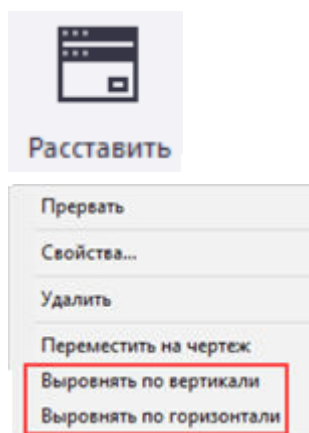 Расставить
Прервать
Свойства...
Удалить
Переместить на чертеж
Выровнять по вертикали
Выровнять по горизонтали